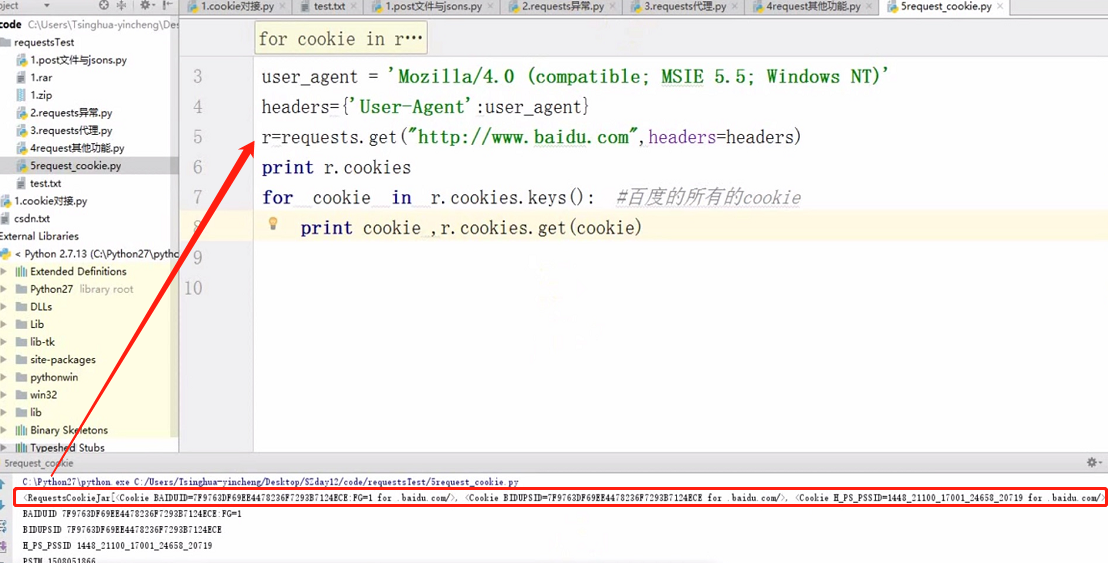 oject
1.cookie对接.py
test.txt
1.post文件与jsons.py
2.requests异常.py
3.requests代理.py
4request其他功能.py
5request_cookie.py
code C:\Users\Tsinghua-yincheng\Des
requestsTest
1.post文件与jsons.py
1.rar
1.zip
2.requests异常.py
3.requests代理.py
4request其他功能.py
5request_cookie.py
test.txt
1.cookie对接.py
csdn.txt
External Libraries
< Python 2.7.13 (C:\Python27\pytho
Extended Definitions
Python27 library root
DLLs
Lib
lib-tk
site-packages
pythonwin
win32
lib
Binary Skeletons
Typeshed Stubs
for cookie in r…
3 user_agent = 'Mozilla/4.0 (compatible; MSIE 5.5; Windows NT)'
4 headers={'User-Agent':user_agent}
5 r=requests.get("http://www.baidu.com",headers=headers)
6 print r.cookies
7 for cookie in r.cookies.keys(): #百度的所有的cookie
8 print cookie ,r.cookies.get(cookie)
9
10
5request_cookie
C:\Python27\python.exe C:/Users/Tsinghua-yincheng/Desktop/SZday12/code/requestsTest/5request_cookie.py
<RequestsCookieJar[<Cookie BAIDUID=7F9763DF69EE4478236F7293B7124ECE:FG=1 for .baidu.com/>, <Cookie BIDUPSID=7F9763DF69EE4478236F7293B7124ECE for .baidu.com/>, <Cookie H_PS_PSSID=1448_21100_17001_24658_20719 for .baidu.com/>
BAIDUID 7F9763DF69EE4478236F7293B7124ECE:FG=1
BIDUPSID 7F9763DF69EE4478236F7293B7124ECE
H_PS_PSSID 1448_21100_17001_24658_20719
PSTM 1508051866